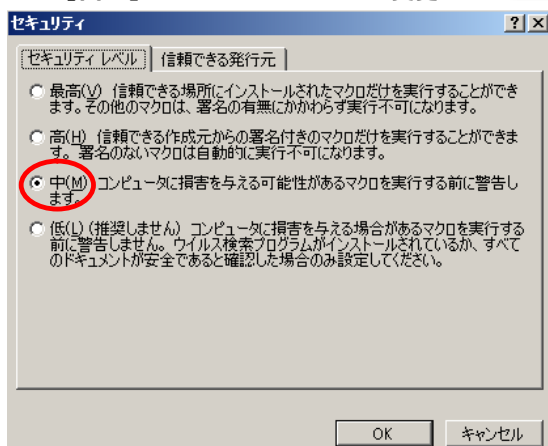 セキュリティ
セキュリティ レベル
信頼できる発行元
最高(V) 信頼できる場所にインストールされたマクロだけを実行することができ
ます。その他のマクロは、署名の有無にかかわらず実行不可になります。
高(H) 信頼できる作成元からの署名付きのマクロだけを実行することができま
す。署名のないマクロは自動的に実行不可になります。
中(M) コンピュータに損害を与える可能性があるマクロを実行する前に警告し
ます。
低(L) (推奨しません) コンピュータに損害を与える場合があるマクロを実行する
前に警告しません。ウイルス検索プログラムがインストールされているか、すべて
のドキュメントが安全であると確認した場合のみ設定してください。
OK
キャンセル